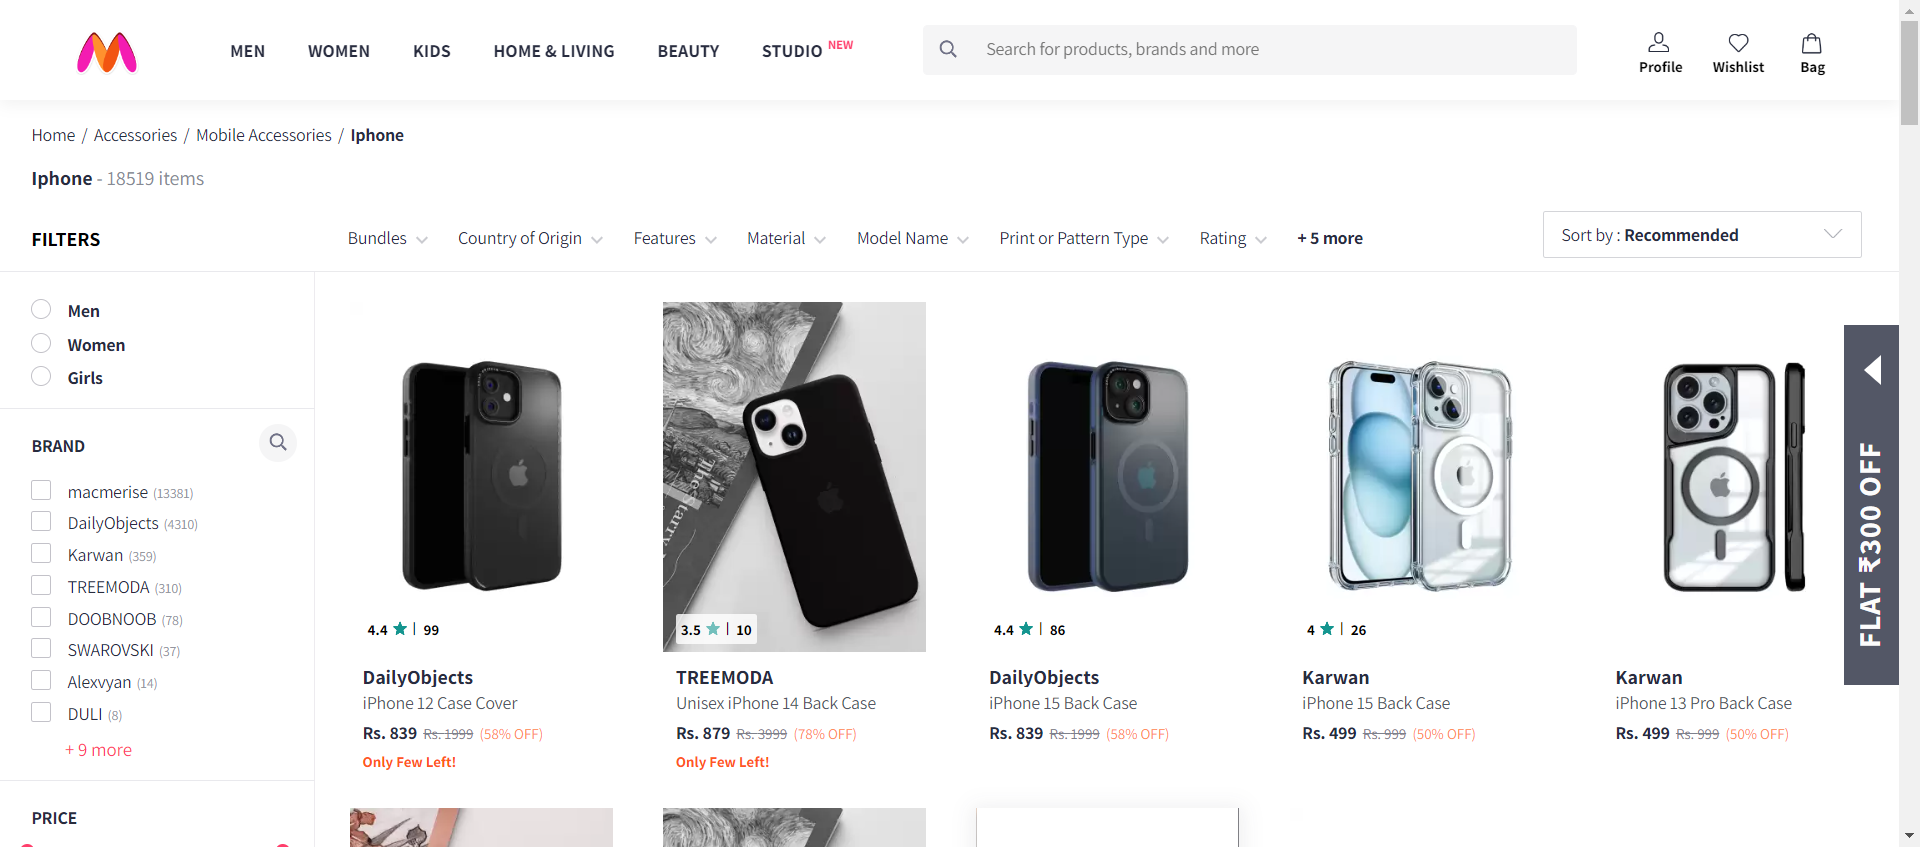 MEN WOMEN KIDS HOME & LIVING BEAUTY STUDIO NEW Search for products, brands and more Profile Wishlist Bag
Home / Accessories / Mobile Accessories / Iphone
Iphone - 18519 items
FILTERS Bundles Country of Origin Features Material Model Name Print or Pattern Type Rating + 5 more Sort by : Recommended
Men
Women
Girls
BRAND
macmerise (13381)
DailyObjects (4310)
Karwan (359)
TREEMODA (310)
DOOBNOOB (78)
SWAROVSKI (37)
Alexvyan (14)
DULI (8)
+ 9 more
PRICE
4.4 | 99
DailyObjects
iPhone 12 Case Cover
Rs. 839 Rs. 1999 (58% OFF)
Only Few Left!
The Starry
3.5 | 10
TREEMODA
Unisex iPhone 14 Back Case
Rs. 879 Rs. 3999 (78% OFF)
Only Few Left!
4.4 | 86
DailyObjects
iPhone 15 Back Case
Rs. 839 Rs. 1999 (58% OFF)
4 | 26
Karwan
iPhone 15 Back Case
Rs. 499 Rs. 999 (50% OFF)
Karwan
iPhone 13 Pro Back Case
Rs. 499 Rs. 999 (50% OFF)
FLAT ₹300 OFF